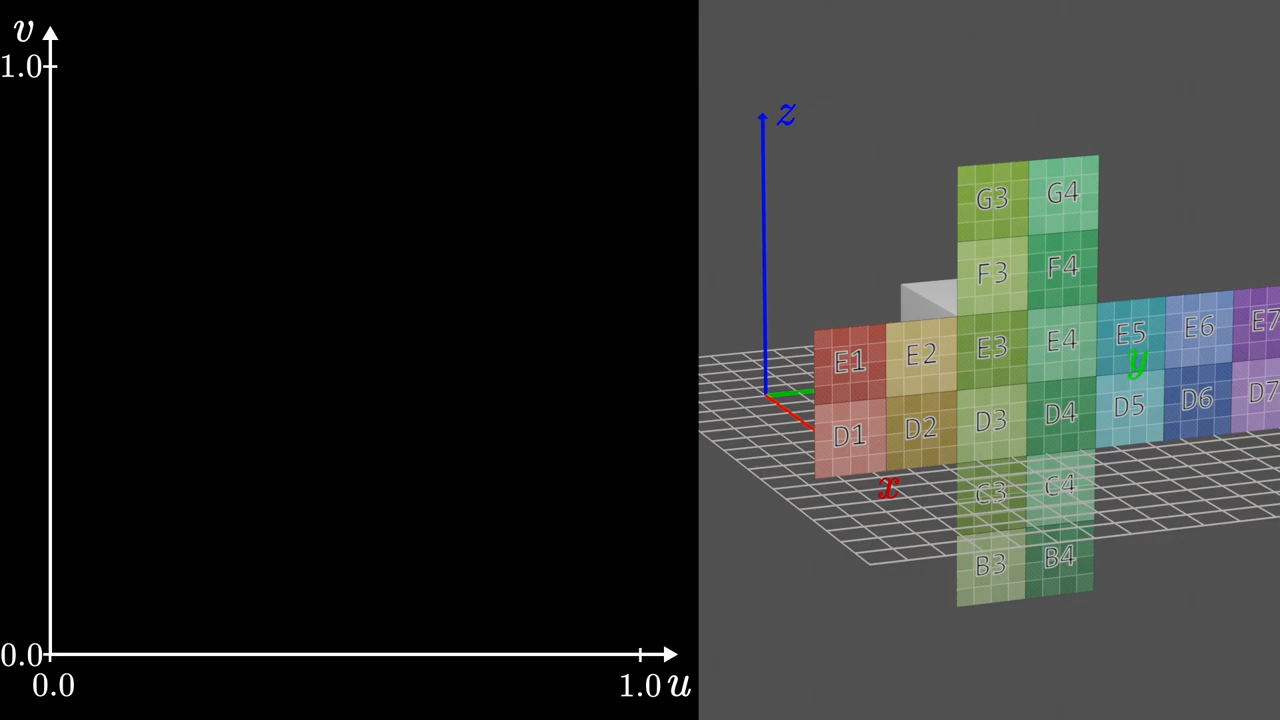 v
1.0
0.0
0.0
1.0 u
z
G3 G4
F3 F4
E1 E2 E3 E4 E5 E6 E7
y
D1 D2 D3 D4 D5 D6 D7
x
C3 C4
B3 B4